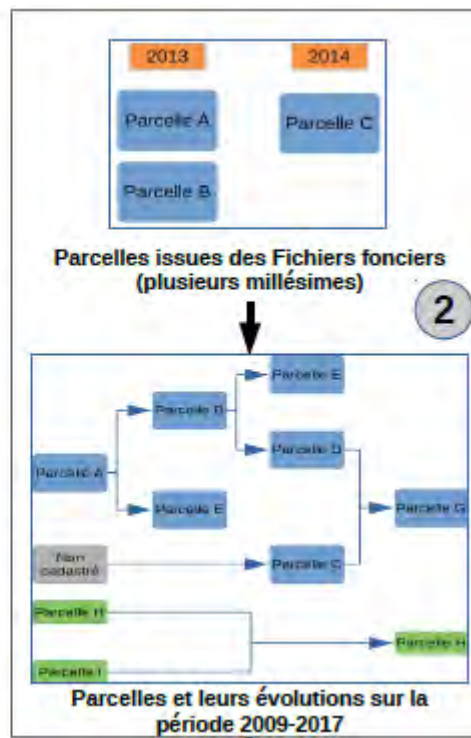 2013 2014
Parcelle A Parcelle C
Parcelle B
Parcelles issues des Fichiers fonciers
(plusieurs millésimes)
2
Parcelle E
Parcelle B
Parcelle D
Parcelle A
Parcelle G
Parcelle E
Non
cadastré
Parcelle C
Parcelle H
Parcelle H
Parcelle I
Parcelles et leurs évolutions sur la
période 2009-2017